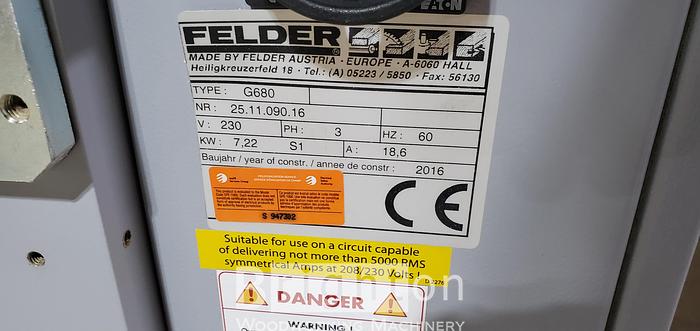 EATON
FELDER
MADE BY FELDER AUSTRIA · EUROPE · A-6060 HALL
Heiligkreuzerfeld 18 · Tel.: (A) 05223 / 5850 · Fax: 56130
TYPE: G680
NR: 25.11.090.16
V: 230 PH: 3 HZ: 60
KW: 7,22 S1 A: 18,6
Baujahr / year of constr. / annee de constr: 2016
CE
S 947302
Suitable for use on a circuit capable
of delivering not more than 5000 RMS
symmetrical Amps at 208/230 Volts !
DANGER
WARNING!
MACHINERY